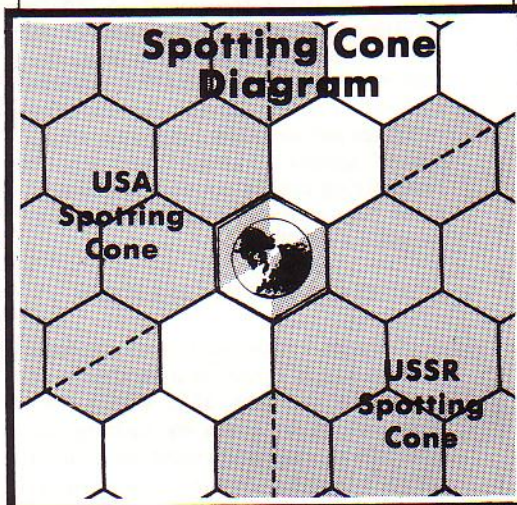 Spotting Cone
Diagram
USA
Spotting
Cone
USSR
Spotting
Cone